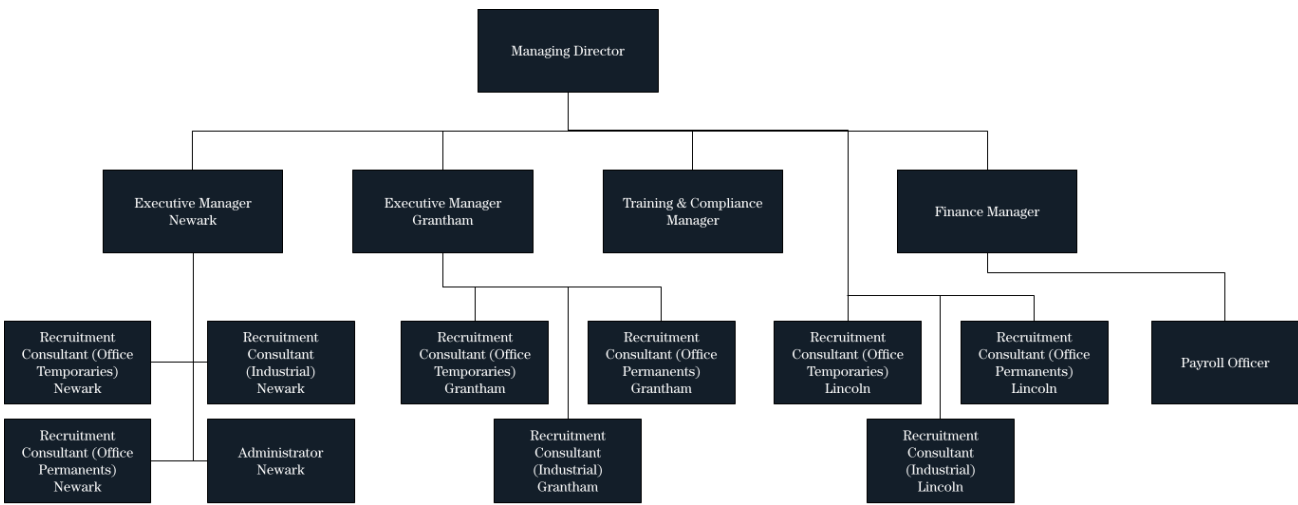 Managing Director
Executive Manager
Newark
Executive Manager
Grantham
Training & Compliance
Manager
Finance Manager
Recruitment
Consultant (Office
Temporaries)
Newark
Recruitment
Consultant
(Industrial)
Newark
Recruitment
Consultant (Office
Temporaries)
Grantham
Recruitment
Consultant (Office
Permanents)
Grantham
Recruitment
Consultant (Office
Temporaries)
Lincoln
Recruitment
Consultant (Office
Permanents)
Lincoln
Payroll Officer
Recruitment
Consultant (Office
Permanents)
Newark
Administrator
Newark
Recruitment
Consultant
(Industrial)
Grantham
Recruitment
Consultant
(Industrial)
Lincoln